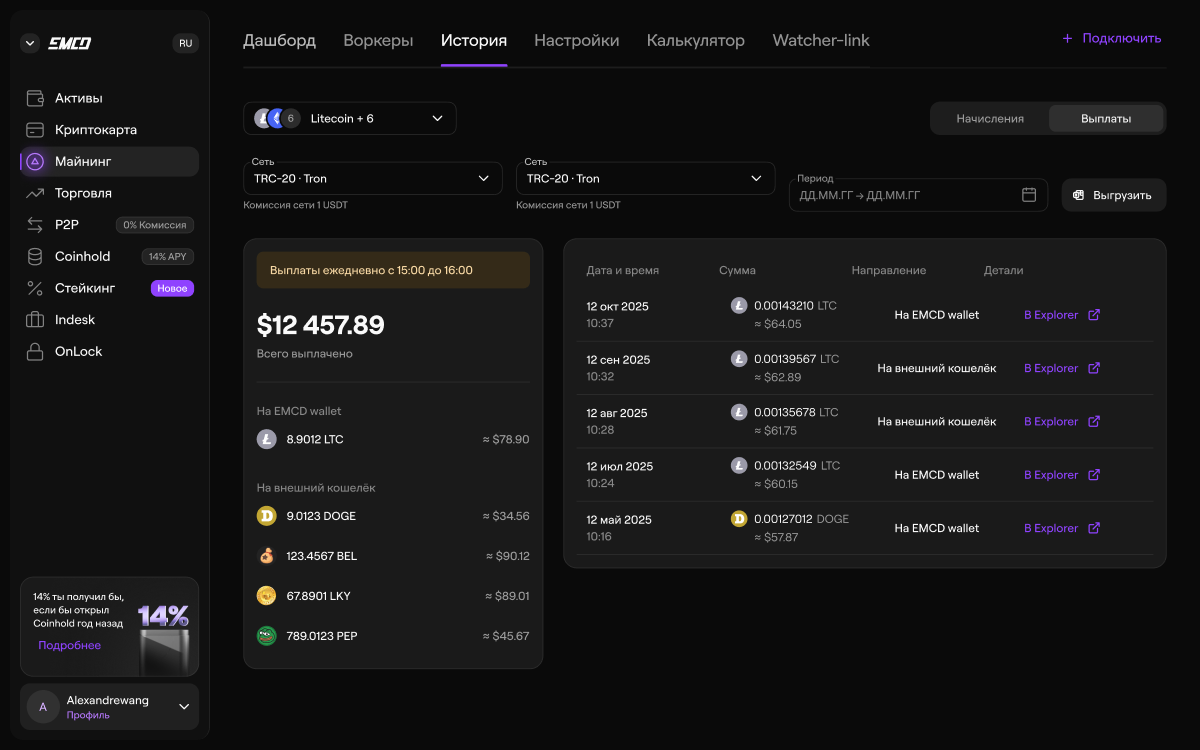 EMCD
RU
Активы
Криптокарта
Майнинг
Торговля
P2P
0% Комиссия
Coinhold
14% APY
Стейкинг
Новое
Indesk
OnLock
14% ты получил бы,
если бы открыл
Coinhold год назад
Подробнее
14%
A
Alexandrewang
Профиль
Дашборд
Воркеры
История
Настройки
Калькулятор
Watcher-link
+ Подключить
6
Litecoin + 6
Начисления
Выплаты
Сеть
TRC-20 · Tron
Комиссия сети 1 USDT
Сеть
TRC-20 · Tron
Комиссия сети 1 USDT
Период
ДД.ММ.ГГ → ДД.ММ.ГГ
Выгрузить
Выплаты ежедневно с 15:00 до 16:00
$12 457.89
Всего выплачено
На EMCD wallet
8.9012 LTC
≈ $78.90
На внешний кошелёк
9.0123 DOGE
≈ $34.56
123.4567 BEL
≈ $90.12
67.8901 LKY
≈ $89.01
789.0123 PEP
≈ $45.67
Дата и время
Сумма
Направление
Детали
12 окт 2025
10:37
0.00143210 LTC
≈ $64.05
На EMCD wallet
В Explorer
12 сен 2025
10:32
0.00139567 LTC
≈ $62.89
На внешний кошелёк
В Explorer
12 авг 2025
10:28
0.00135678 LTC
≈ $61.75
На внешний кошелёк
В Explorer
12 июл 2025
10:24
0.00132549 LTC
≈ $60.15
На EMCD wallet
В Explorer
12 май 2025
10:16
0.00127012 DOGE
≈ $57.87
На EMCD wallet
В Explorer